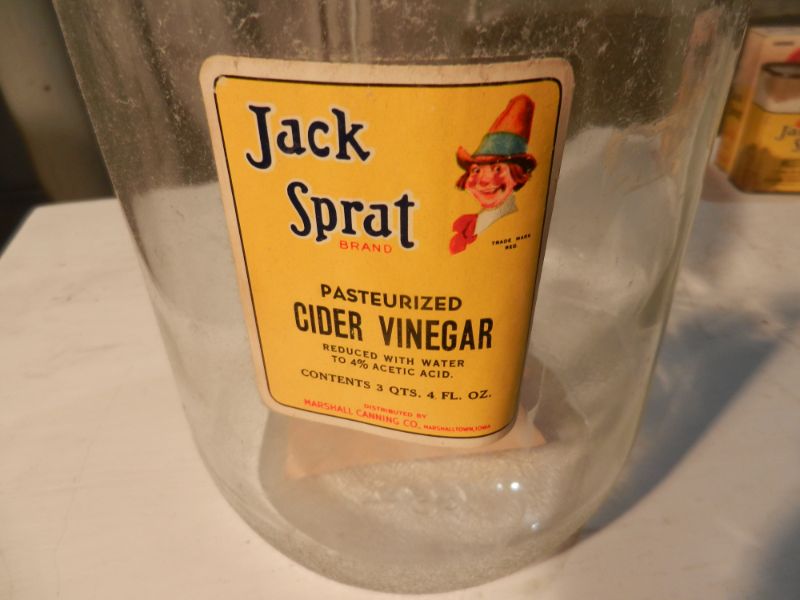 Jack
Sprat
BRAND
TRADE MARK
REG.
PASTEURIZED
CIDER VINEGAR
REDUCED WITH WATER
TO 4% ACETIC ACID.
CONTENTS 3 QTS. 4 FL. OZ.
DISTRIBUTED BY
MARSHALL CANNING CO., MARSHALLTOWN, IOWA